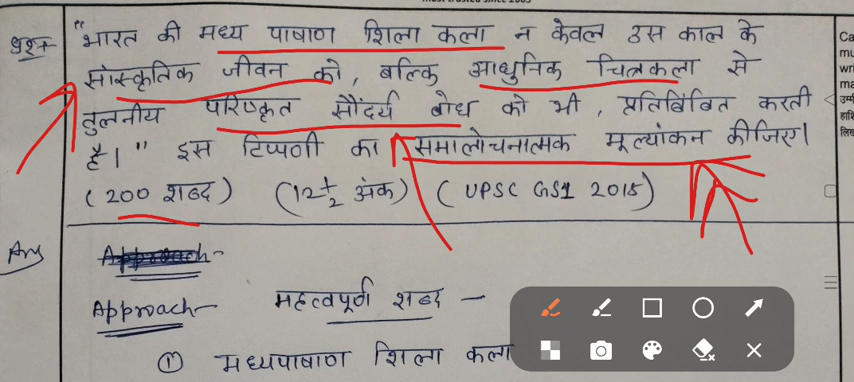 प्रश्न "भारत की मध्य पाषाण शिला कला न केवल उस काल के
सांस्कृतिक जीवन को, बल्कि आधुनिक चित्रकला से
तुलनीय परिष्कृत सौंदर्य बोध को भी, प्रतिबिंबित करती
है।" इस टिप्पणी का समालोचनात्मक मूल्यांकन कीजिए।
(200 शब्द) (12½ अंक) (UPSC GS1 2015)
Ans
Approach-
Approach- महत्वपूर्ण शब्द -
① मध्यपाषाण शिला कला